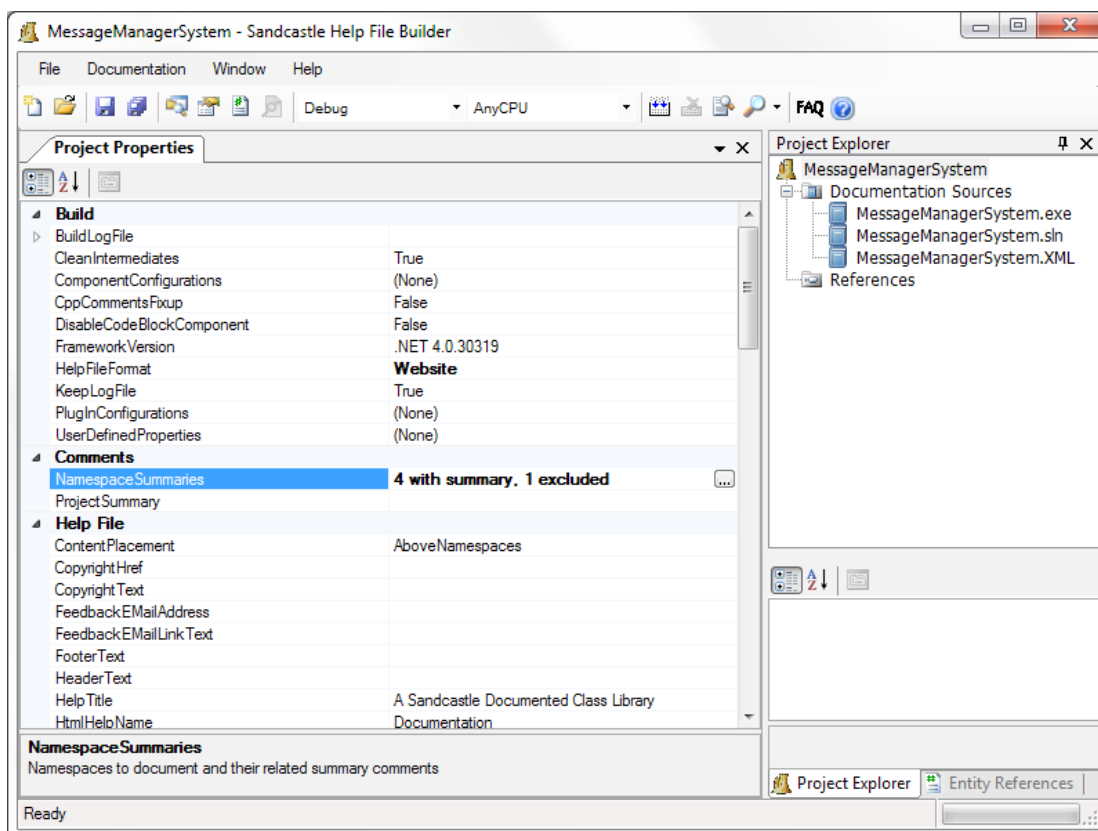 MessageManagerSystem - Sandcastle Help File Builder
File Documentation Window Help
Debug AnyCPU FAQ
Project Properties
Build
BuildLogFile
CleanIntermediates True
ComponentConfigurations (None)
CppCommentsFixup False
DisableCodeBlockComponent False
FrameworkVersion .NET 4.0.30319
HelpFileFormat Website
KeepLogFile True
PlugInConfigurations (None)
UserDefinedProperties (None)
Comments
NamespaceSummaries 4 with summary, 1 excluded ...
ProjectSummary
Help File
ContentPlacement AboveNamespaces
CopyrightHref
CopyrightText
FeedbackEMailAddress
FeedbackEMailLinkText
FooterText
HeaderText
HelpTitle A Sandcastle Documented Class Library
HtmlHelpName Documentation
NamespaceSummaries
Namespaces to document and their related summary comments
Project Explorer
MessageManagerSystem
Documentation Sources
MessageManagerSystem.exe
MessageManagerSystem.sln
MessageManagerSystem.XML
References
Project Explorer Entity References
Ready